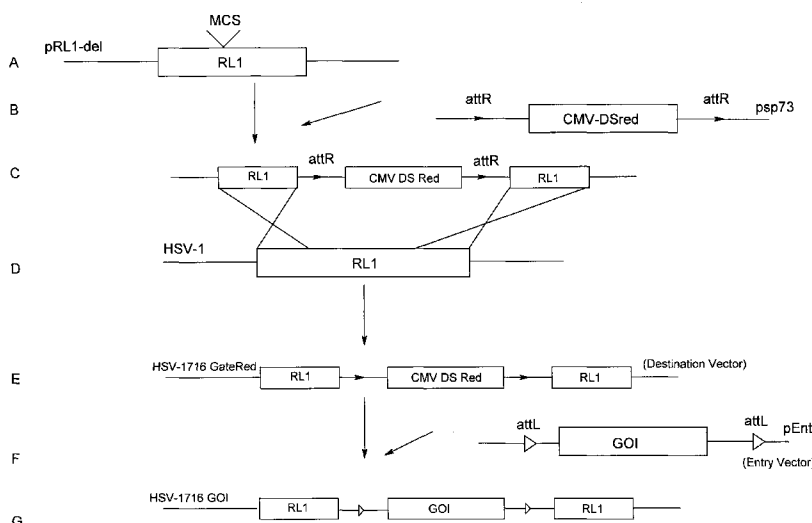 MCS
pRL1-del
A
RL1
attR
attR
B
CMV-DSred
psp73
attR
attR
C
RL1
CMV DS Red
RL1
HSV-1
D
RL1
HSV-1716 GateRed
(Destination Vector)
E
RL1
CMV DS Red
RL1
attL
attL
pEnt
GOI
F
(Entry Vector)
HSV-1716 GOI
G
RL1
GOI
RL1